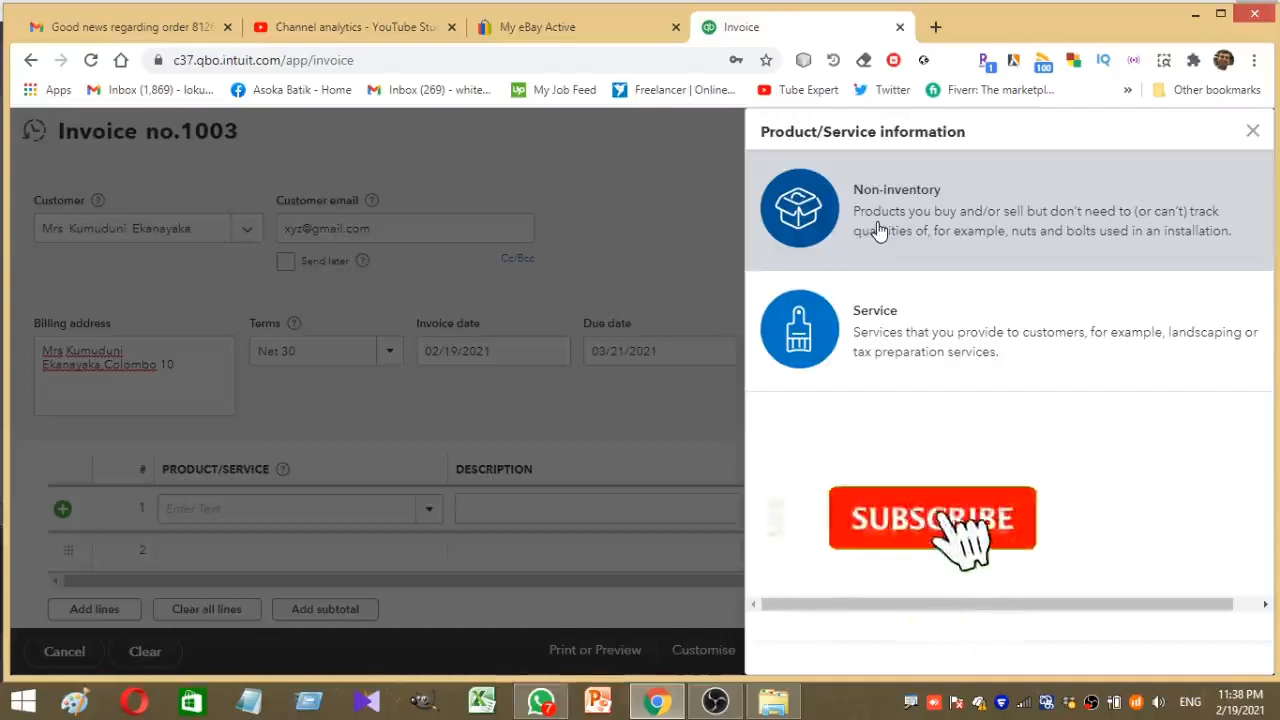 Good news regarding order 8126
Channel analytics - YouTube Stu
My eBay Active
Invoice
c37.qbo.intuit.com/app/invoice
1
100
IQ
Apps
Inbox (1,869) - loku...
Asoka Batik - Home
Inbox (269) - white...
Up My Job Feed
Freelancer | Online...
Tube Expert
Twitter
Fiverr: The marketpl...
»
Other bookmarks
Invoice no.1003
Customer
Customer email
Mrs Kumuduni Ekanayaka
xyz@gmail.com
Send later
Cc/Bcc
Billing address
Terms
Invoice date
Due date
Mrs Kumuduni
Ekanayaka,Colombo 10
Net 30
02/19/2021
03/21/2021
# PRODUCT/SERVICE
DESCRIPTION
1
Enter Text
2
Add lines
Clear all lines
Add subtotal
Cancel
Clear
Print or Preview
Customise
Product/Service information
Non-inventory
Products you buy and/or sell but don't need to (or can't) track
quantities of, for example, nuts and bolts used in an installation.
Service
Services that you provide to customers, for example, landscaping or
tax preparation services.
SUBSCRIBE
7
ENG
11:38 PM
2/19/2021